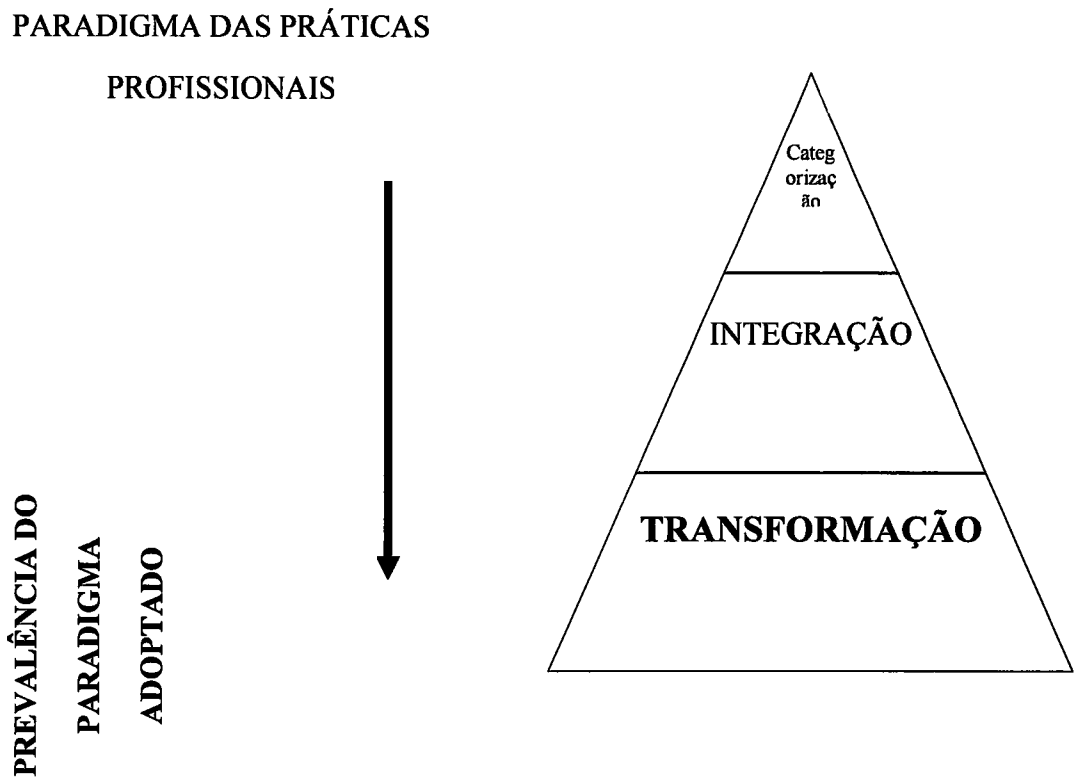 PARADIGMA DAS PRÁTICAS
PROFISSIONAIS
Categ
orizaç
ão
INTEGRAÇÃO
TRANSFORMAÇÃO
PREVALÊNCIA DO
PARADIGMA
ADOPTADO